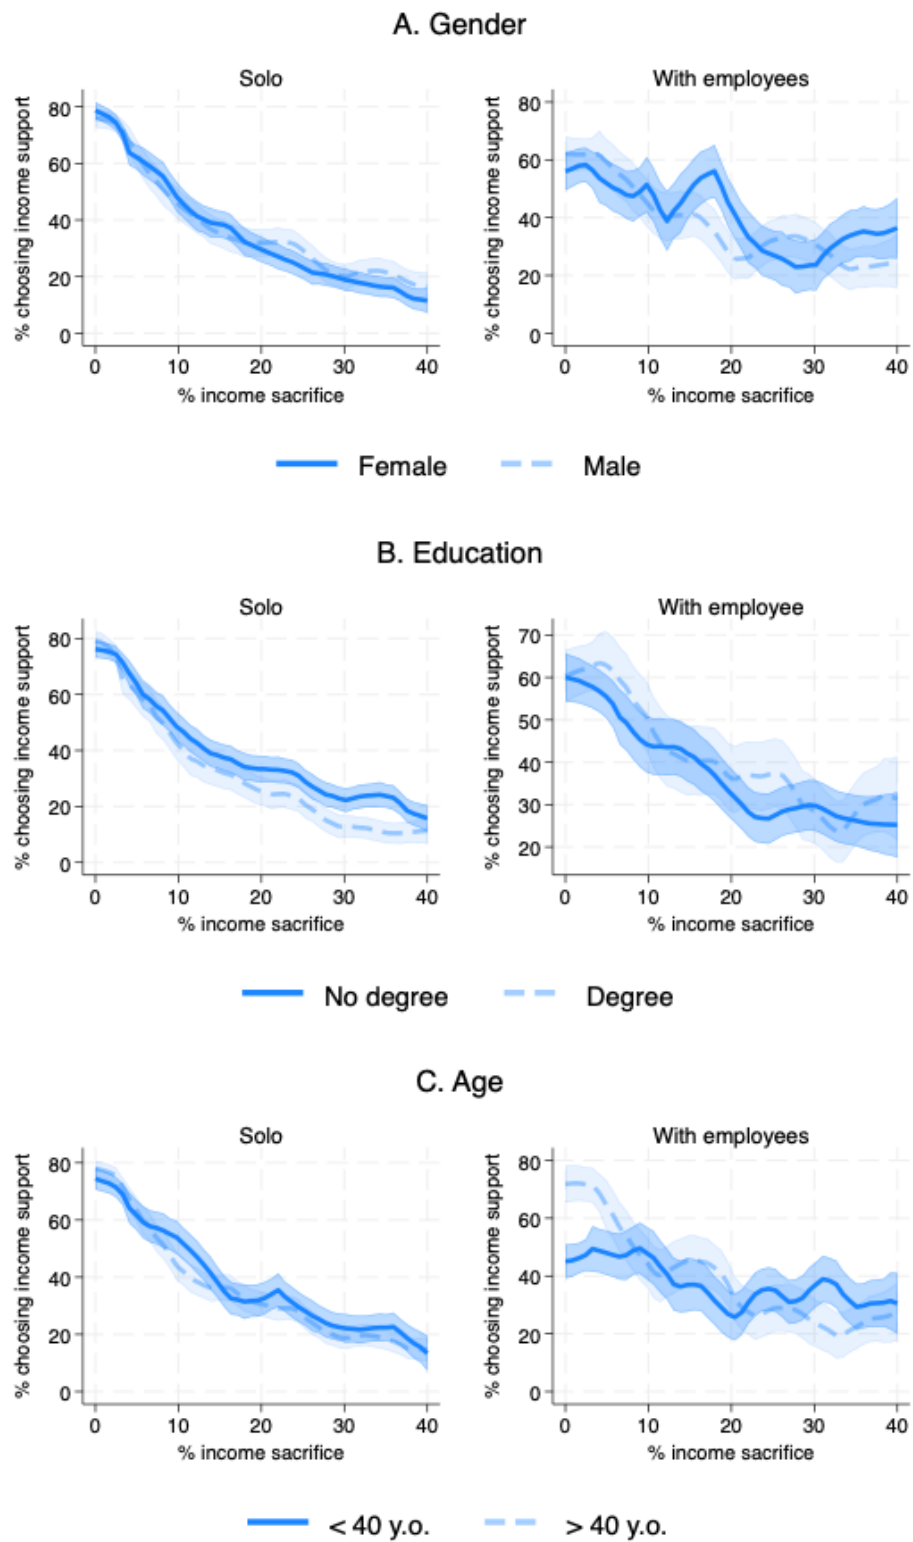 A. Gender
Solo
% choosing income support
80
60
40
20
0
0 10 20 30 40
% income sacrifice
With employees
% choosing income support
80
60
40
20
0
0 10 20 30 40
% income sacrifice
Female Male
B. Education
Solo
% choosing income support
80
60
40
20
0
0 10 20 30 40
% income sacrifice
With employee
% choosing income support
70
60
50
40
30
20
0 10 20 30 40
% income sacrifice
No degree Degree
C. Age
Solo
% choosing income support
80
60
40
20
0
0 10 20 30 40
% income sacrifice
With employees
% choosing income support
80
60
40
20
0
0 10 20 30 40
% income sacrifice
< 40 y.o. > 40 y.o.